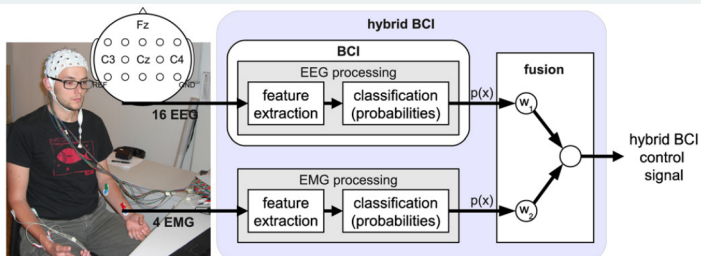 Fz
C3
Cz
C4
REF
GND
16 EEG
4 EMG
hybrid BCI
BCI
EEG processing
feature
extraction
classification
(probabilities)
p(x)
EMG processing
feature
extraction
classification
(probabilities)
p(x)
fusion
w1
w2
hybrid BCI
control
signal